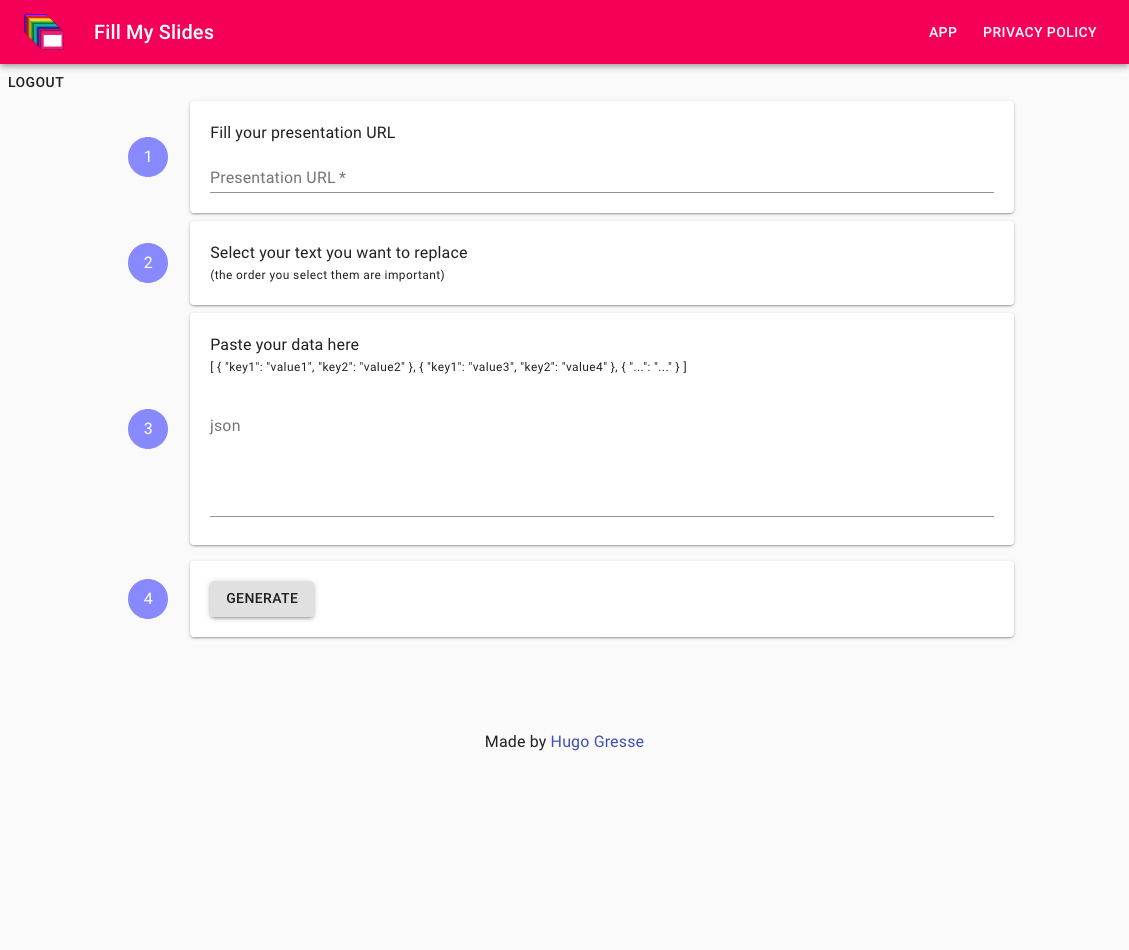 Fill My Slides
APP
PRIVACY POLICY
LOGOUT
1
Fill your presentation URL
Presentation URL *
2
Select your text you want to replace
(the order you select them are important)
3
Paste your data here
[ { "key1": "value1", "key2": "value2" }, { "key1": "value3", "key2": "value4" }, { "...": "..." } ]
json
4
GENERATE
Made by Hugo Gresse